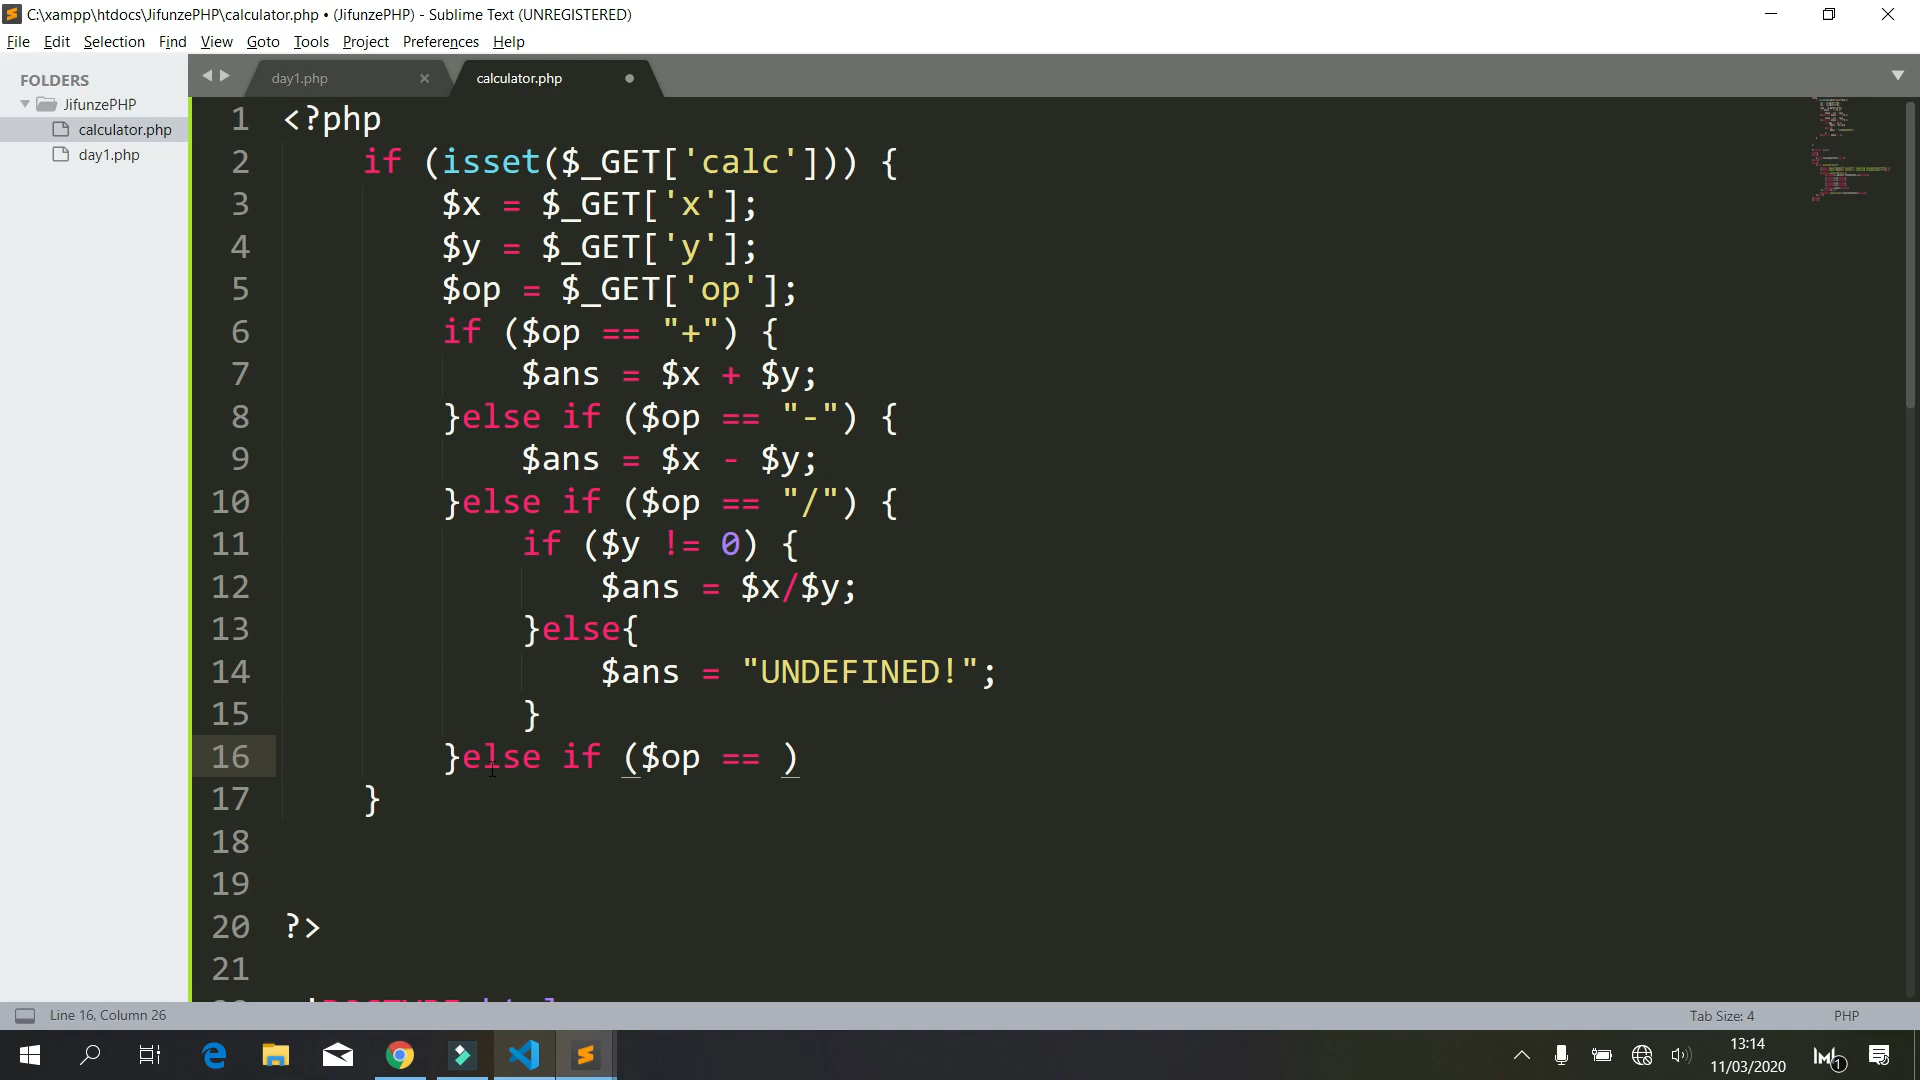 C:\xampp\htdocs\JifunzePHP\calculator.php • (JifunzePHP) - Sublime Text (UNREGISTERED)
File Edit Selection Find View Goto Tools Project Preferences Help
FOLDERS
JifunzePHP
calculator.php
day1.php
day1.php
calculator.php
1 <?php
2 if (isset($_GET['calc'])) {
3 $x = $_GET['x'];
4 $y = $_GET['y'];
5 $op = $_GET['op'];
6 if ($op == "+") {
7 $ans = $x + $y;
8 }else if ($op == "-") {
9 $ans = $x - $y;
10 }else if ($op == "/") {
11 if ($y != 0) {
12 $ans = $x/$y;
13 }else{
14 $ans = "UNDEFINED!";
15 }
16 }else if ($op == )
17 }
18
19
20 ?>
21
Line 16, Column 26
Tab Size: 4
PHP
13:14
11/03/2020
1